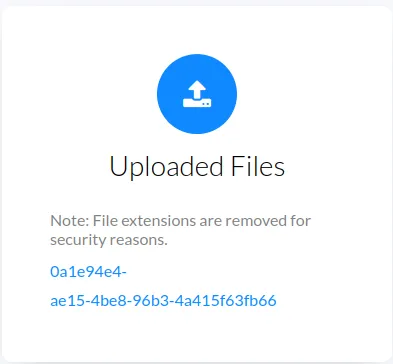 Uploaded Files
Note: File extensions are removed for
security reasons.
0a1e94e4-
ae15-4be8-96b3-4a415f63fb66